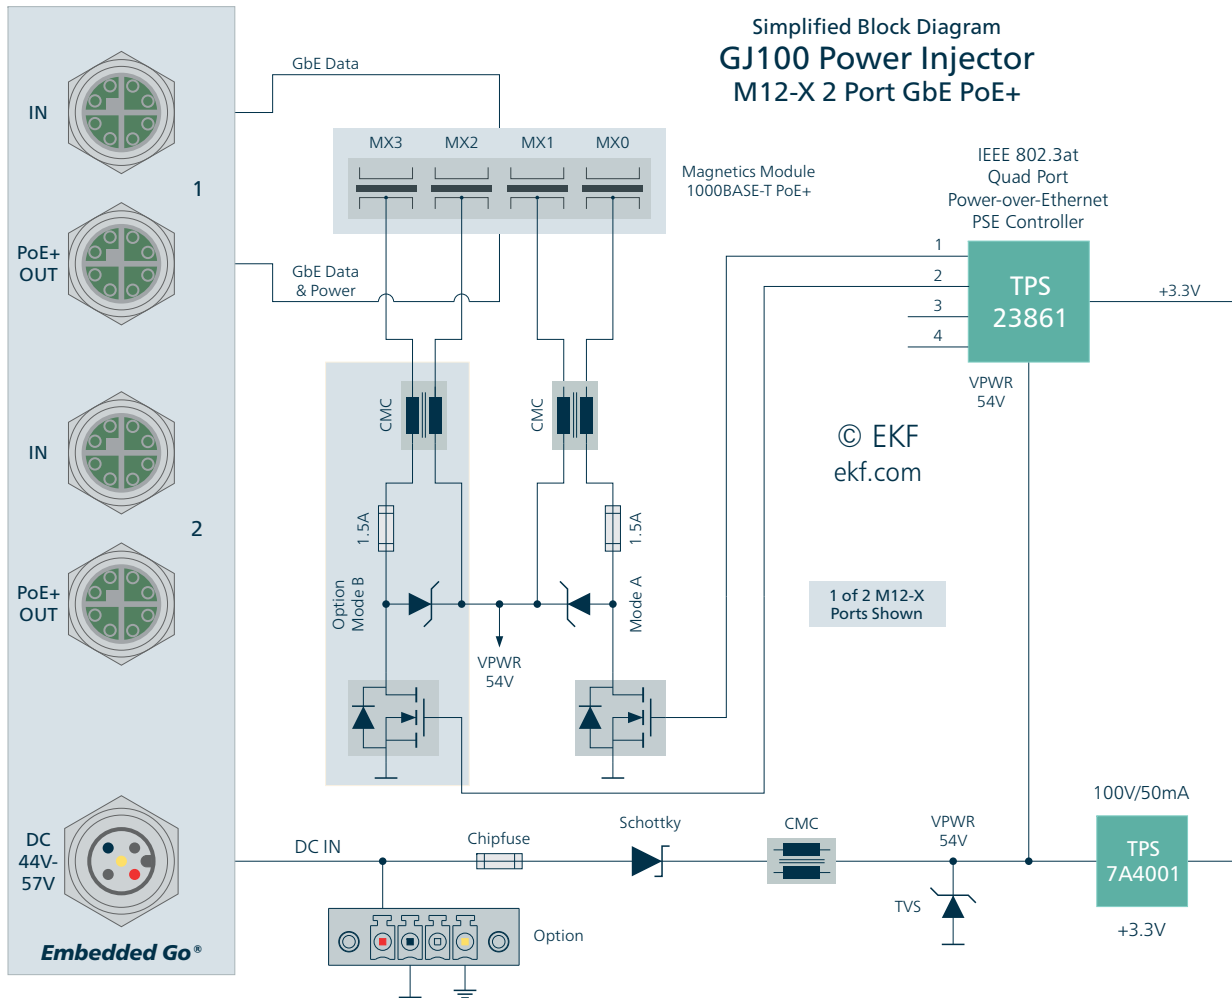 Simplified Block Diagram
GJ100 Power Injector
M12-X 2 Port GbE PoE+
IN
1
PoE+
OUT
IN
2
PoE+
OUT
DC
44V-
57V
Embedded Go®
GbE Data
GbE Data
& Power
MX3 MX2 MX1 MX0
Magnetics Module
1000BASE-T PoE+
IEEE 802.3at
Quad Port
Power-over-Ethernet
PSE Controller
1
2
3
4
TPS
23861
+3.3V
VPWR
54V
CMC
CMC
© EKF
ekf.com
1.5A
1.5A
Option
Mode B
Mode A
1 of 2 M12-X
Ports Shown
VPWR
54V
DC IN
Chipfuse
Schottky
CMC
VPWR
54V
TVS
100V/50mA
TPS
7A4001
+3.3V
Option